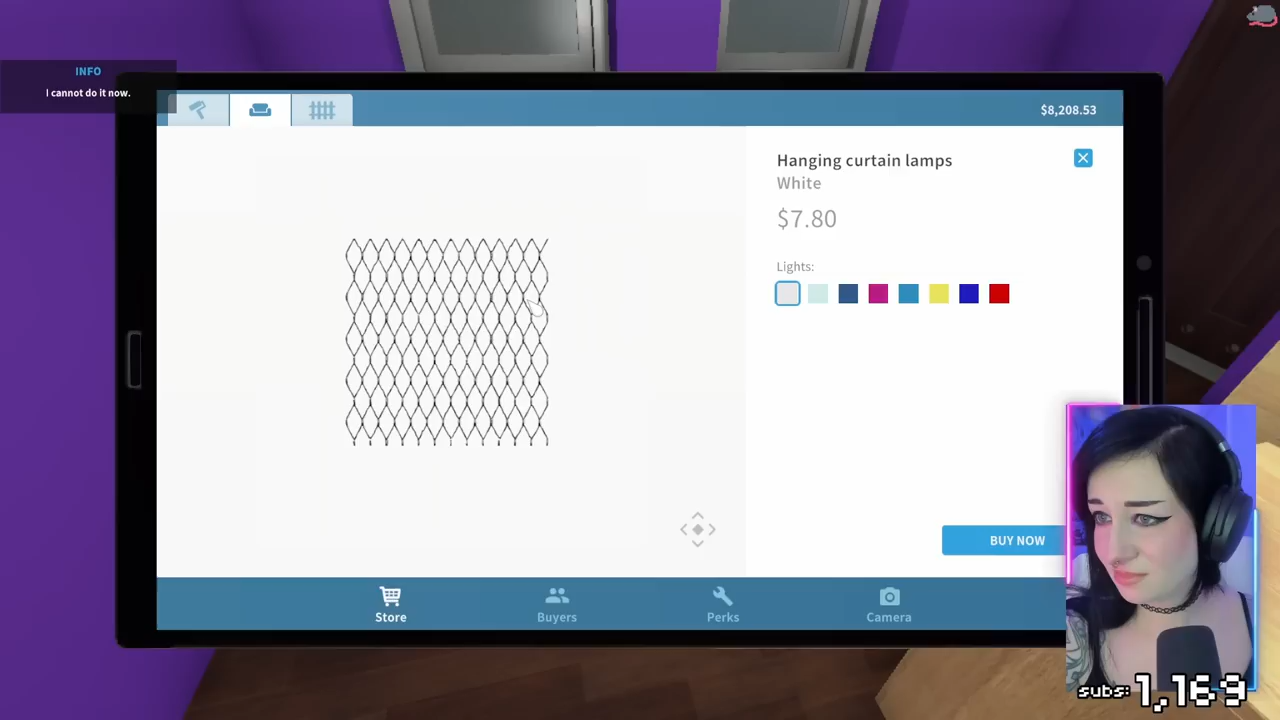 INFO
I cannot do it now.
$8,208.53
Hanging curtain lamps
White
$7.80
Lights:
BUY NOW
Store
Buyers
Perks
Camera
subs: 1,169